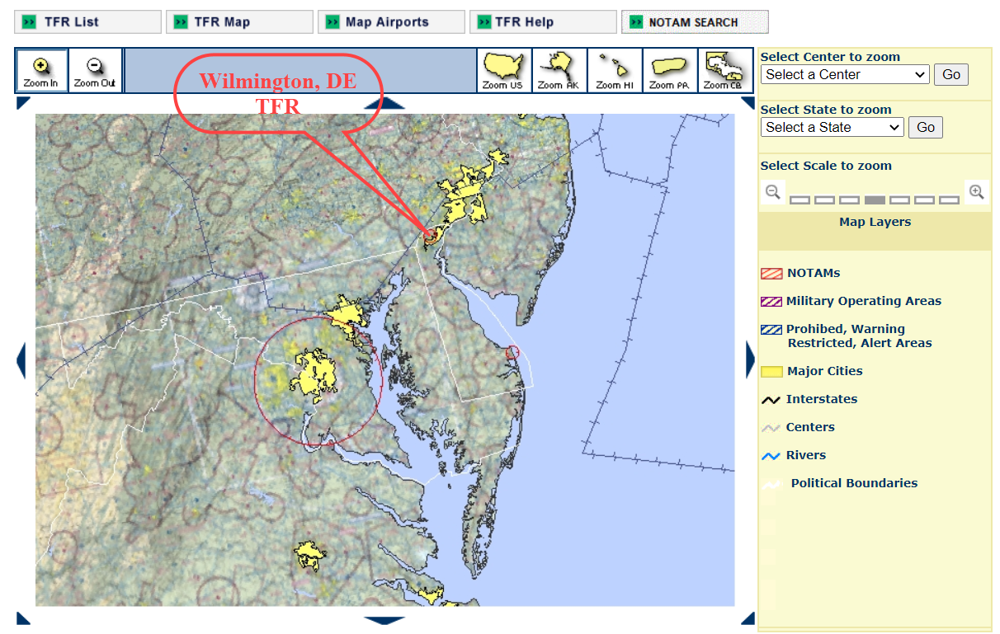 TFR List
TFR Map
Map Airports
TFR Help
NOTAM SEARCH
Zoom In
Zoom Out
Wilmington, DE
TFR
Zoom US
Zoom AK
Zoom HI
Zoom PR
Zoom CB
Select Center to zoom
Select a Center
Go
Select State to zoom
Select a State
Go
Select Scale to zoom
Map Layers
NOTAMs
Military Operating Areas
Prohibed, Warning
Restricted, Alert Areas
Major Cities
Interstates
Centers
Rivers
Political Boundaries